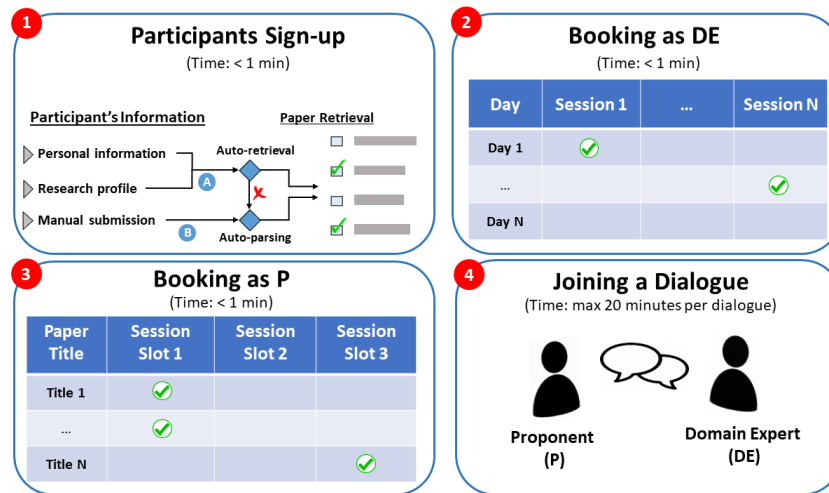 1
Participants Sign-up
(Time: < 1 min)
Participant's Information
Paper Retrieval
Personal information
Auto-retrieval
Research profile
A
x
Manual submission
B
Auto-parsing
2
Booking as DE
(Time: < 1 min)
Day Session 1 ... Session N
Day 1
...
Day N
3
Booking as P
(Time: < 1 min)
Paper Title Session Slot 1 Session Slot 2 Session Slot 3
Title 1
...
Title N
4
Joining a Dialogue
(Time: max 20 minutes per dialogue)
Proponent
(P)
Domain Expert
(DE)